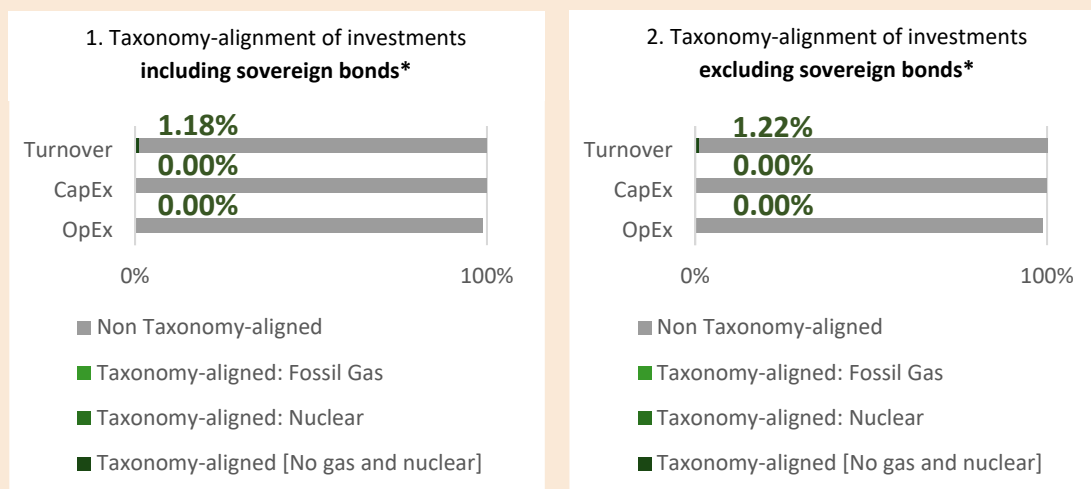 1. Taxonomy-alignment of investments
including sovereign bonds*
1.18%
Turnover
0.00%
CapEx
0.00%
OpEx
0%
100%
Non Taxonomy-aligned
Taxonomy-aligned: Fossil Gas
Taxonomy-aligned: Nuclear
Taxonomy-aligned [No gas and nuclear]
2. Taxonomy-alignment of investments
excluding sovereign bonds*
1.22%
Turnover
0.00%
CapEx
0.00%
OpEx
0%
100%
Non Taxonomy-aligned
Taxonomy-aligned: Fossil Gas
Taxonomy-aligned: Nuclear
Taxonomy-aligned [No gas and nuclear]